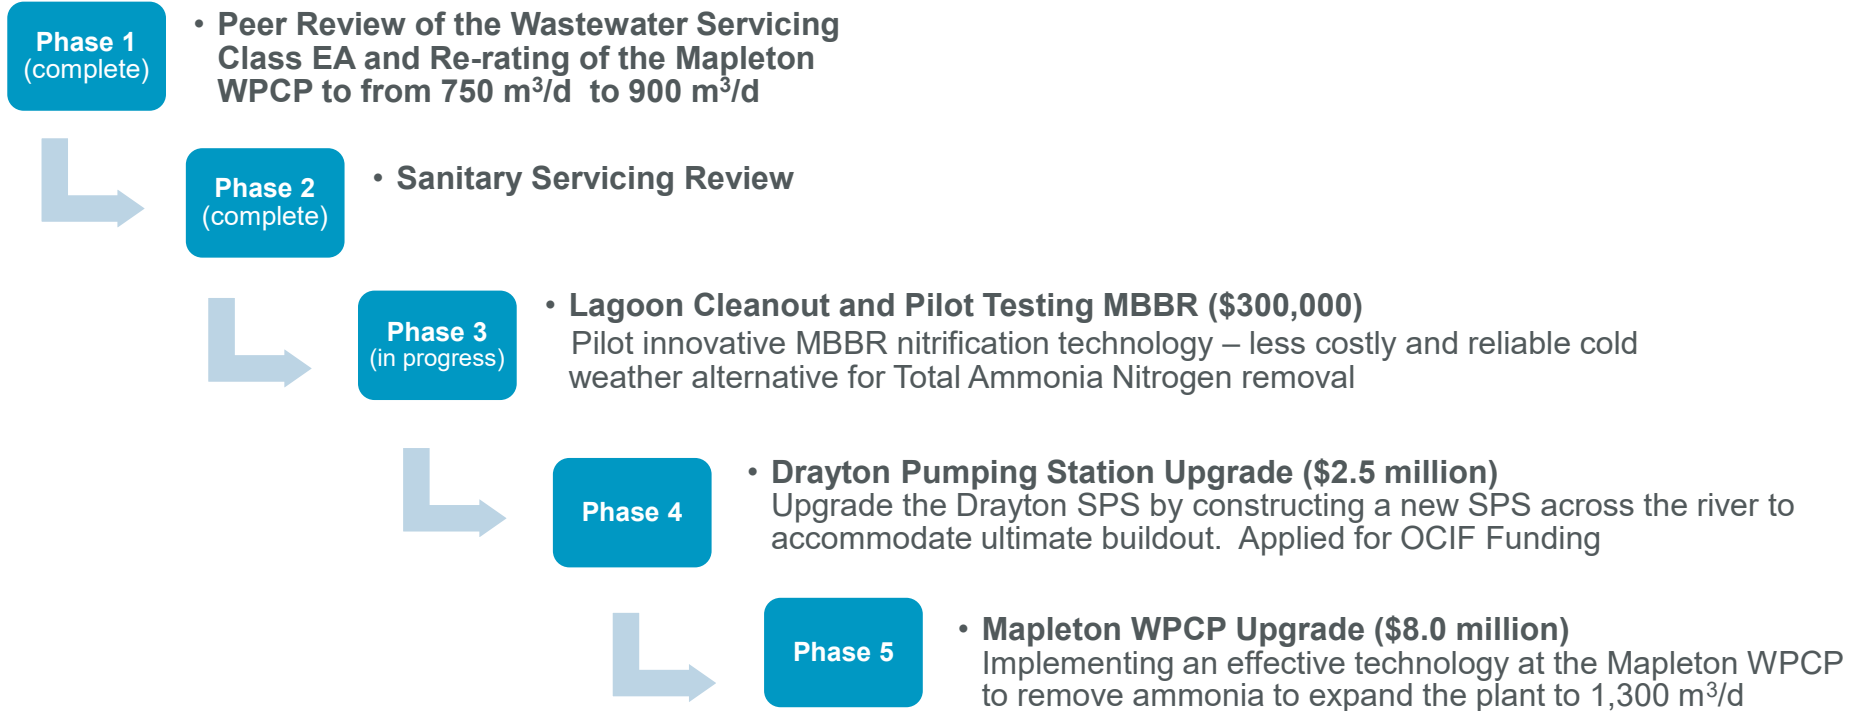 Phase 1
(complete)
• Peer Review of the Wastewater Servicing
Class EA and Re-rating of the Mapleton
WPCP to from 750 m³/d to 900 m³/d
Phase 2
(complete)
• Sanitary Servicing Review
Phase 3
(in progress)
• Lagoon Cleanout and Pilot Testing MBBR ($300,000)
Pilot innovative MBBR nitrification technology – less costly and reliable cold
weather alternative for Total Ammonia Nitrogen removal
Phase 4
• Drayton Pumping Station Upgrade ($2.5 million)
Upgrade the Drayton SPS by constructing a new SPS across the river to
accommodate ultimate buildout. Applied for OCIF Funding
Phase 5
• Mapleton WPCP Upgrade ($8.0 million)
Implementing an effective technology at the Mapleton WPCP
to remove ammonia to expand the plant to 1,300 m³/d